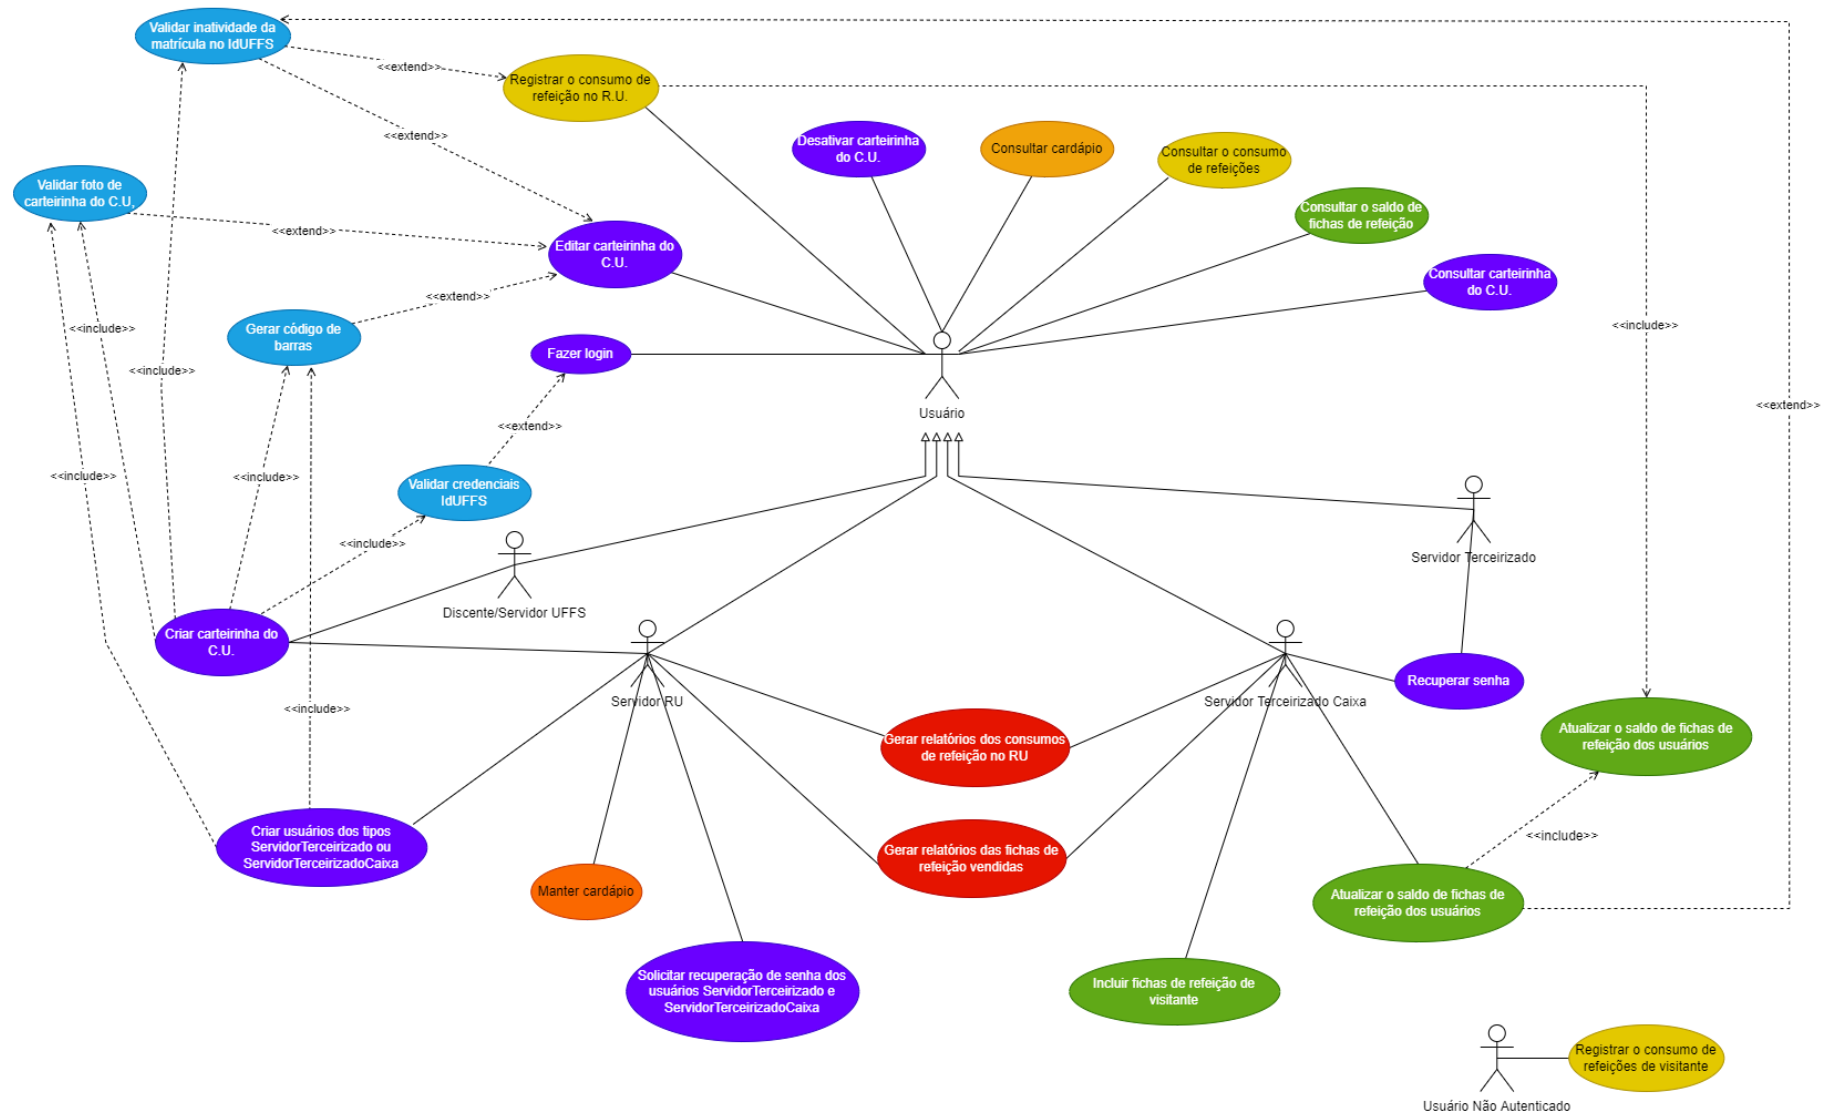 Validar inatividade da
matrícula no IdUFFS
<<extend>>
Registrar o consumo de
refeição no R.U.
<<extend>>
Desativar carteirinha
do C.U.
Consultar cardápio
Consultar o consumo
de refeições
Validar foto de
carteirinha do C.U,
<<extend>>
Consultar o saldo de
fichas de refeição
Editar carteirinha do
C.U.
Consultar carteirinha
do C.U.
<<extend>>
<<include>>
Gerar código de
barras
<<include>>
Fazer login
<<include>>
<<extend>>
Usuário
<<extend>>
<<include>>
<<include>>
Validar credenciais
IdUFFS
<<include>>
Servidor Terceirizado
Discente/Servidor UFFS
Criar carteirinha do
C.U.
Servidor RU
Servidor Terceirizado Caixa
Recuperar senha
<<include>>
Gerar relatórios dos consumos
de refeição no RU
Atualizar o saldo de fichas de
refeição dos usuários
Criar usuários dos tipos
ServidorTerceirizado ou
ServidorTerceirizadoCaixa
<<include>>
Gerar relatórios das fichas de
refeição vendidas
Manter cardápio
Atualizar o saldo de fichas de
refeição dos usuários
Solicitar recuperação de senha dos
usuários ServidorTerceirizado e
ServidorTerceirizadoCaixa
Incluir fichas de refeição de
visitante
Registrar o consumo de
refeições de visitante
Usuário Não Autenticado